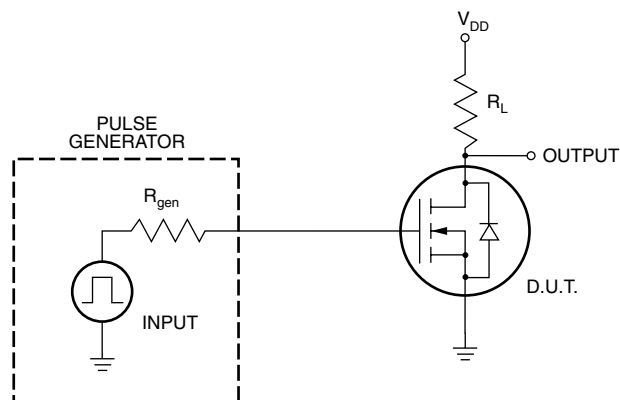 V_DD
R_L
PULSE
GENERATOR
OUTPUT
R_gen
D.U.T.
INPUT